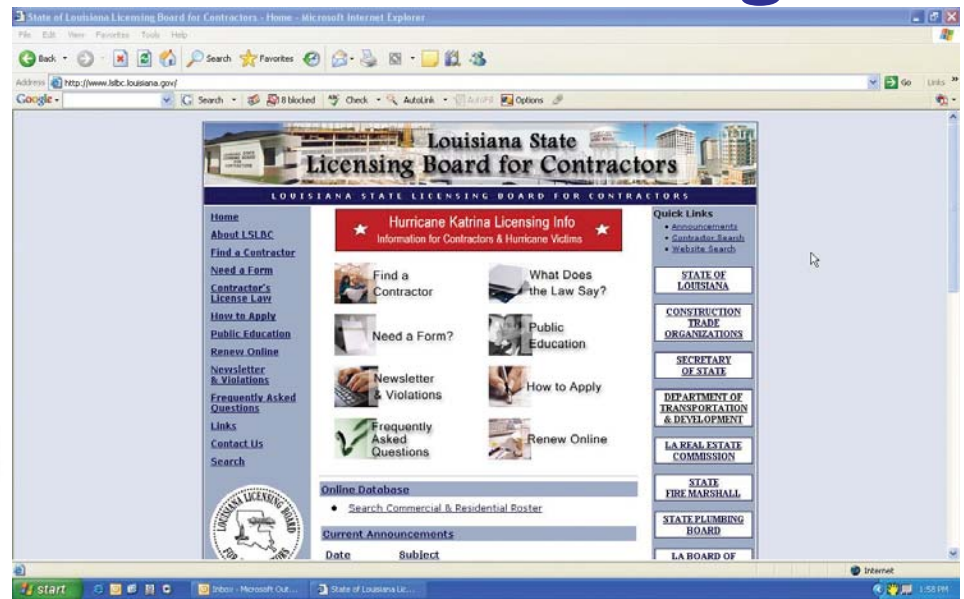 State of Louisiana Licensing Board for Contractors - Home - Microsoft Internet Explorer
File Edit View Favorites Tools Help
Back Search Favorites
Address http://www.lslbc.louisiana.gov/ Go Links »
Google Search 8 blocked Check AutoLink AutoFill Options
Louisiana State
Licensing Board for Contractors
LOUISIANA STATE LICENSING BOARD FOR CONTRACTORS
Home
About LSLBC
Find a Contractor
Need a Form
Contractor's
License Law
How to Apply
Public Education
Renew Online
Newsletter
& Violations
Frequently Asked
Questions
Links
Contact Us
Search
Hurricane Katrina Licensing Info
Information for Contractors & Hurricane Victims
Find a
Contractor
What Does
the Law Say?
Need a Form?
Public
Education
Newsletter
& Violations
How to Apply
Frequently
Asked
Questions
Renew Online
Online Database
• Search Commercial & Residential Roster
Current Announcements
Date Subject
Quick Links
• Announcements
• Contractor Search
• Website Search
STATE OF
LOUISIANA
CONSTRUCTION
TRADE
ORGANIZATIONS
SECRETARY
OF STATE
DEPARTMENT OF
TRANSPORTATION
& DEVELOPMENT
LA REAL ESTATE
COMMISSION
STATE
FIRE MARSHALL
STATE PLUMBING
BOARD
LA BOARD OF
LOUISIANA LICENSING BOARD
FOR CONTRACTORS
Internet
start Inbox - Microsoft Out... State of Louisiana Lic... 1:58 PM